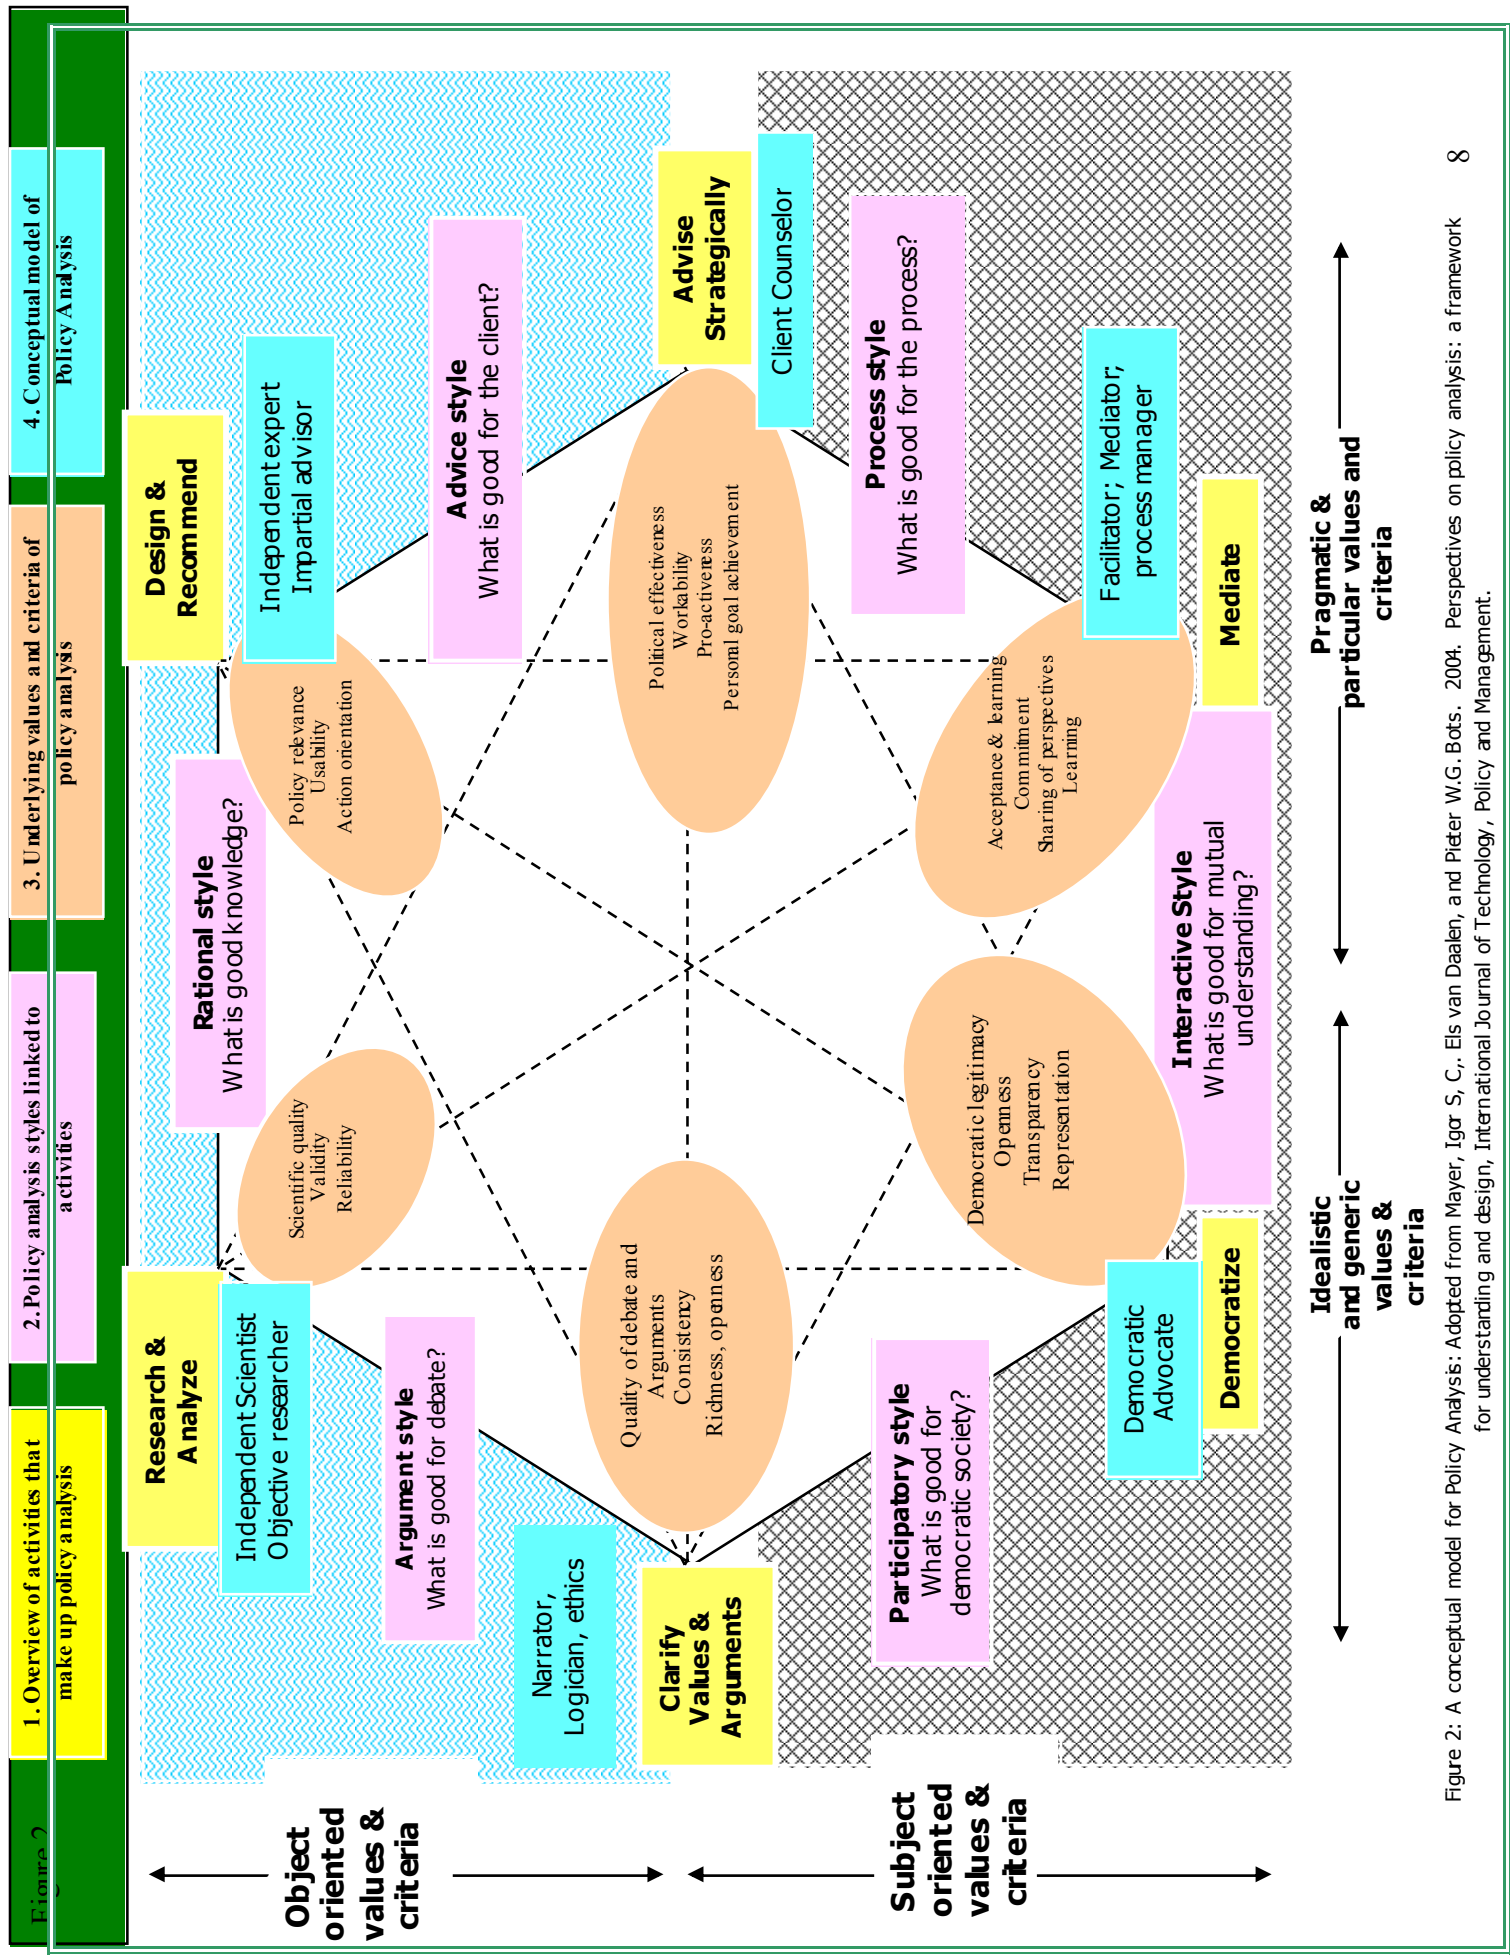 Figure 2
1. Overview of activities that
make up policy analysis
2.Policy analysis styles linked to
activities
3. Underlying values and criteria of
policy analysis
4. Conceptual model of
Policy Analysis
Research &
Analyze
Design &
Recommend
Independent Scientist
Objective researcher
Rational style
What is good knowledge?
Independent expert
Impartial advisor
Scientific quality
Validity
Reliability
Policy relevance
Usability
Action orientation
Object
oriented
values &
criteria
Argument style
What is good for debate?
Advice style
What is good for the client?
Narrator,
Logician, ethics
Quality of debate and
Arguments
Consistency
Richness, openness
Political effectiveness
Workability
Pro-activeness
Personal goal achievement
Clarify
Values &
Arguments
Advise
Strategically
Client Counselor
Subject
oriented
values &
criteria
Participatory style
What is good for
democratic society?
Process style
What is good for the process?
Democratic legitimacy
Openness
Transparency
Representation
Acceptance & learning
Commitment
Sharing of perspectives
Learning
Democratic
Advocate
Facilitator; Mediator;
process manager
Democratize
Interactive Style
What is good for mutual
understanding?
Mediate
Idealistic
and generic
values &
criteria
Pragmatic &
particular values and
criteria
Figure 2: A conceptual model for Policy Analysis: Adopted from Mayer, Igor S, C,. Els van Daalen, and Pieter W.G. Bots. 2004. Perspectives on policy analysis: a framework
for understanding and design, International Journal of Technology, Policy and Management.
8